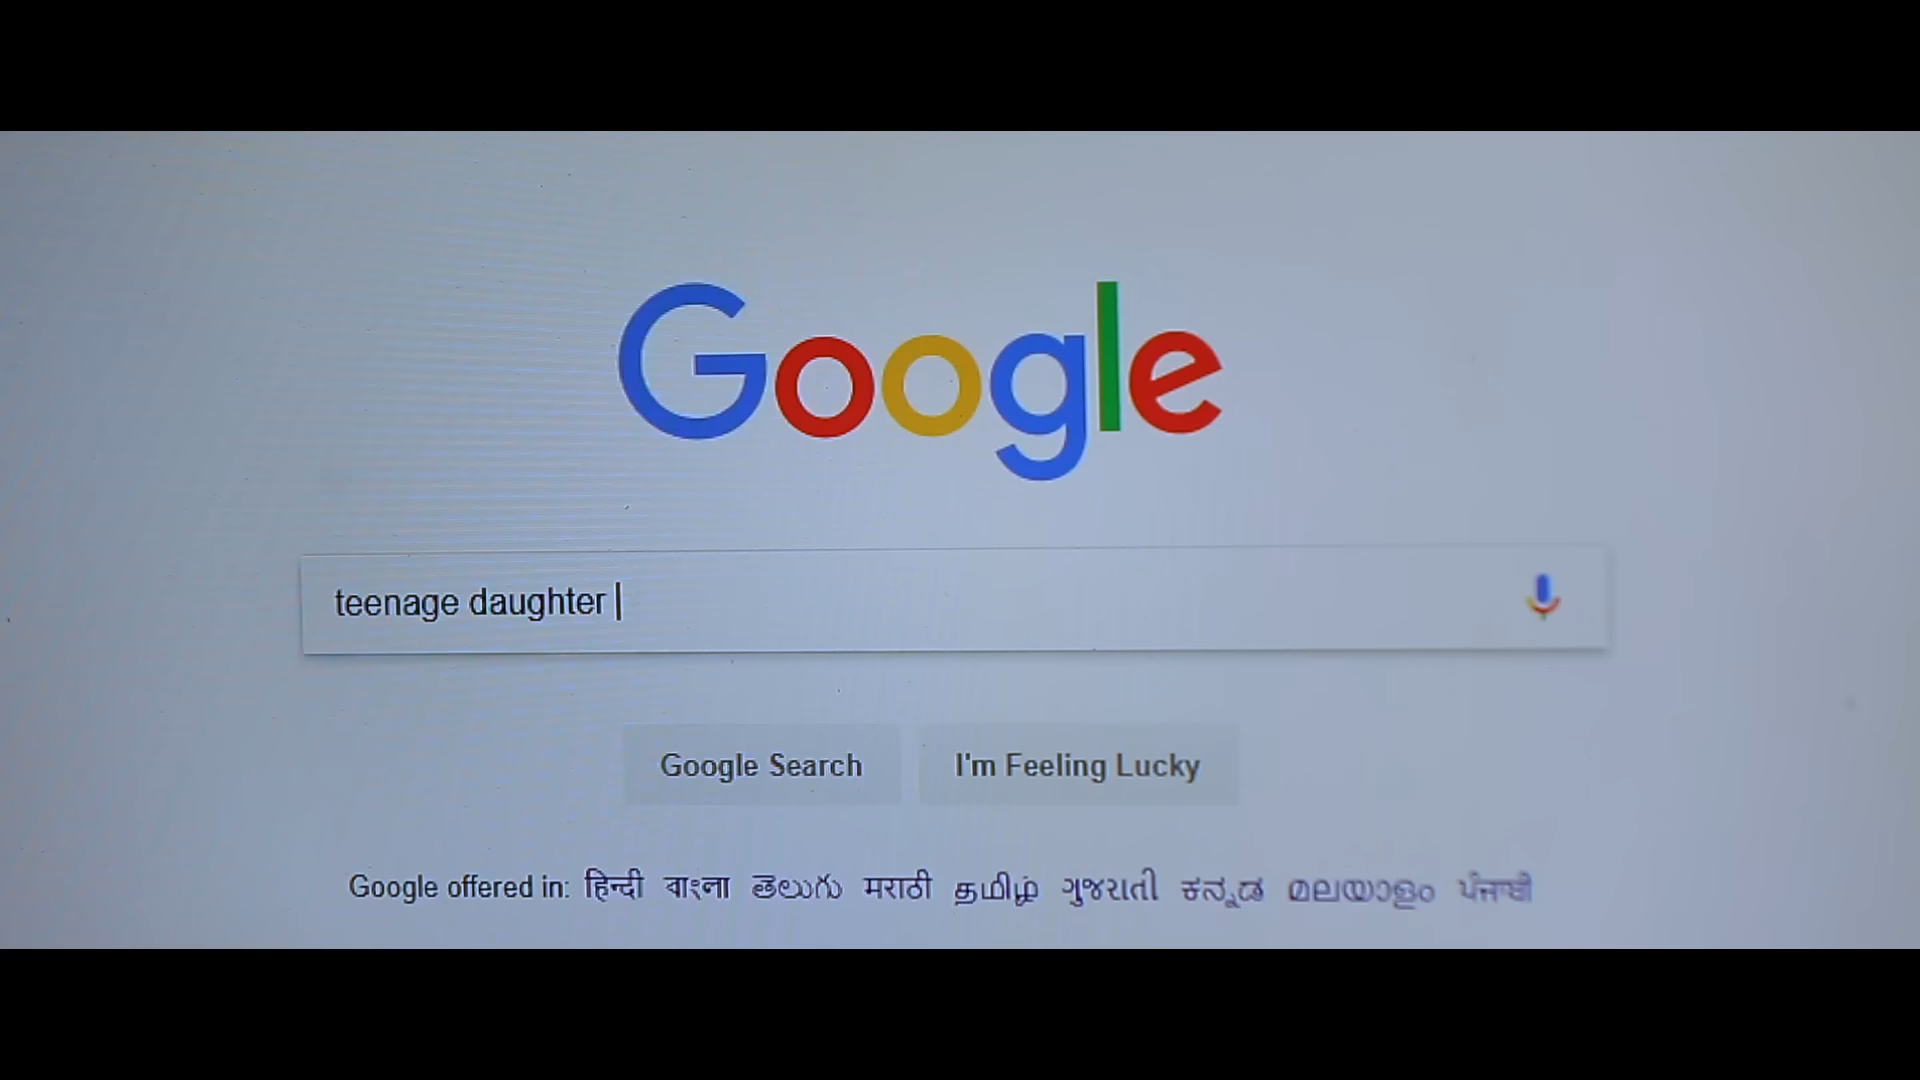 Google
teenage daughter
Google Search I'm Feeling Lucky
Google offered in: हिन्दी বাংলা తెలుగు मराठी தமிழ் ગુજરાતી ಕನ್ನಡ മലയാളം ਪੰਜਾਬੀ